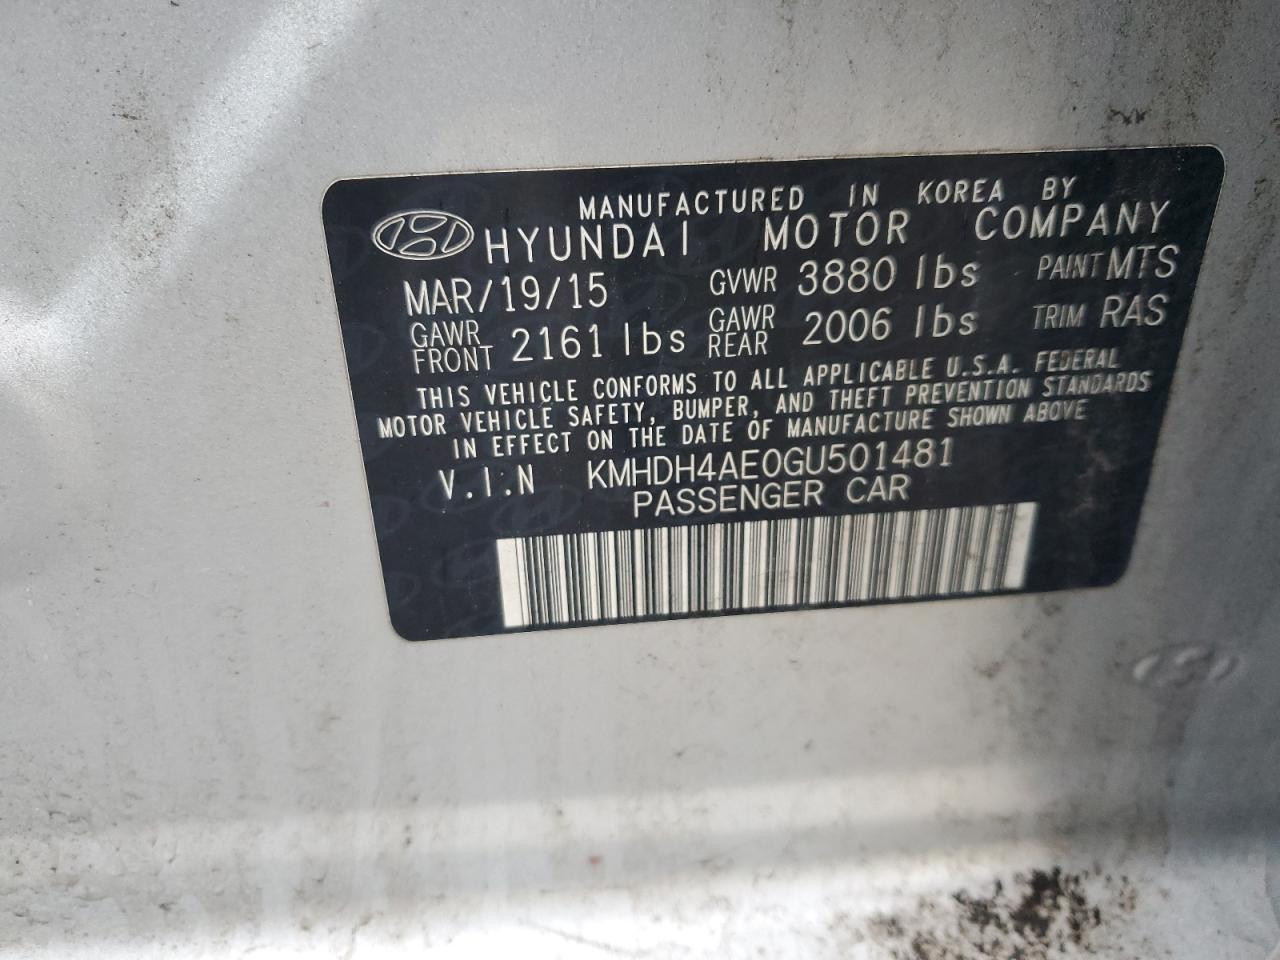 MANUFACTURED IN KOREA BY
HYUNDAI MOTOR COMPANY
MAR/19/15 GVWR 3880 lbs PAINT MTS
GAWR FRONT 2161 lbs GAWR REAR 2006 lbs TRIM RAS
THIS VEHICLE CONFORMS TO ALL APPLICABLE U.S.A. FEDERAL
MOTOR VEHICLE SAFETY, BUMPER, AND THEFT PREVENTION STANDARDS
IN EFFECT ON THE DATE OF MANUFACTURE SHOWN ABOVE
V.I.N KMHDH4AE0GU501481
PASSENGER CAR